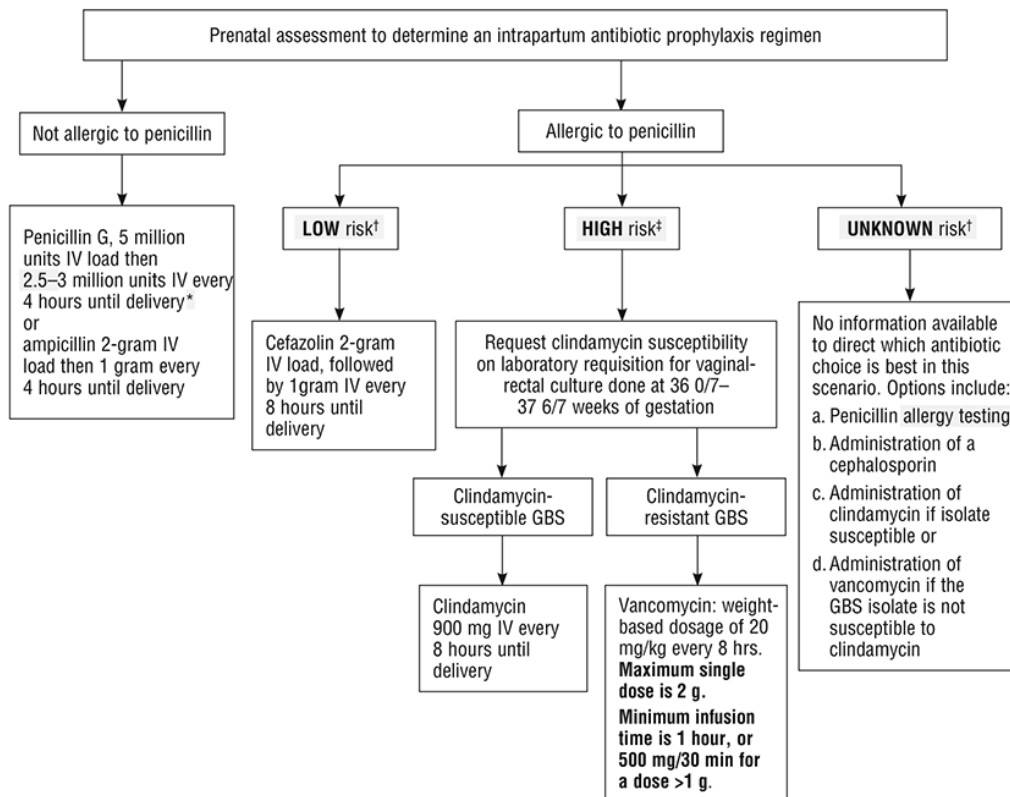 Prenatal assessment to determine an intrapartum antibiotic prophylaxis regimen
Not allergic to penicillin
Allergic to penicillin
Penicillin G, 5 million
units IV load then
2.5–3 million units IV every
4 hours until delivery*
or
ampicillin 2-gram IV
load then 1 gram every
4 hours until delivery
LOW risk†
HIGH risk‡
UNKNOWN risk†
Cefazolin 2-gram
IV load, followed
by 1gram IV every
8 hours until
delivery
Request clindamycin susceptibility
on laboratory requisition for vaginal-
rectal culture done at 36 0/7–
37 6/7 weeks of gestation
Clindamycin-
susceptible GBS
Clindamycin-
resistant GBS
Clindamycin
900 mg IV every
8 hours until
delivery
Vancomycin: weight-
based dosage of 20
mg/kg every 8 hrs.
Maximum single
dose is 2 g.
Minimum infusion
time is 1 hour, or
500 mg/30 min for
a dose >1 g.
No information available
to direct which antibiotic
choice is best in this
scenario. Options include:
a. Penicillin allergy testing
b. Administration of a
cephalosporin
c. Administration of
clindamycin if isolate
susceptible or
d. Administration of
vancomycin if the
GBS isolate is not
susceptible to
clindamycin